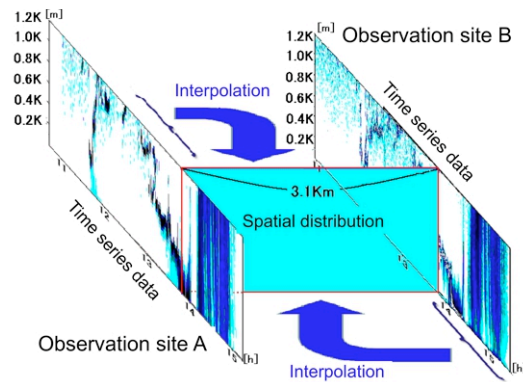 [m]
1.2K
1.0K
0.8K
0.6K
0.4K
0.2K
Interpolation
Observation site B
[m]
1.2K
1.0K
0.8K
0.6K
0.4K
0.2K
Time series data
3.1Km
Spatial distribution
Time series data
Observation site A
[h]
Interpolation
[h